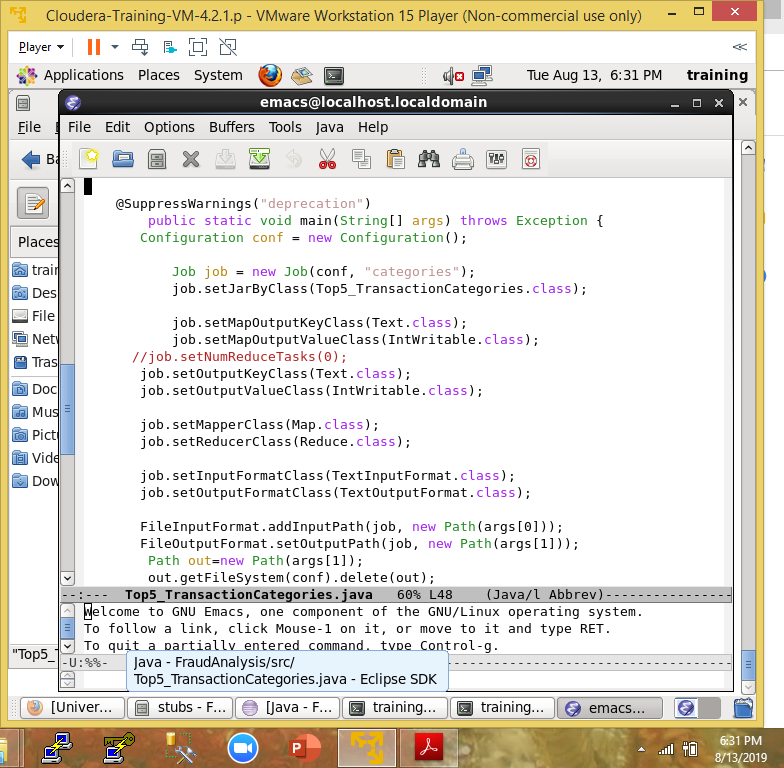 Cloudera-Training-VM-4.2.1.p - VMware Workstation 15 Player (Non-commercial use only)
Player
Applications Places System Tue Aug 13, 6:31 PM training
emacs@localhost.localdomain
File
File Edit Options Buffers Tools Java Help
@SuppressWarnings("deprecation")
public static void main(String[] args) throws Exception {
Configuration conf = new Configuration();
Job job = new Job(conf, "categories");
job.setJarByClass(Top5_TransactionCategories.class);
job.setMapOutputKeyClass(Text.class);
job.setMapOutputValueClass(IntWritable.class);
//job.setNumReduceTasks(0);
job.setOutputKeyClass(Text.class);
job.setOutputValueClass(IntWritable.class);
job.setMapperClass(Map.class);
job.setReducerClass(Reduce.class);
job.setInputFormatClass(TextInputFormat.class);
job.setOutputFormatClass(TextOutputFormat.class);
FileInputFormat.addInputPath(job, new Path(args[0]));
FileOutputFormat.setOutputPath(job, new Path(args[1]));
Path out=new Path(args[1]);
out.getFileSystem(conf).delete(out);
Places
train
Des
File
Net
Tras
Doc
Mus
Pict
Vide
Dow
--:--- Top5_TransactionCategories.java 60% L48 (Java/l Abbrev)----------------
Welcome to GNU Emacs, one component of the GNU/Linux operating system.
To follow a link, click Mouse-1 on it, or move to it and type RET.
To quit a partially entered command, type Control-g.
"Top5_
-U:%%-
Java - FraudAnalysis/src/
Top5_TransactionCategories.java - Eclipse SDK
[Univer... stubs - F... [Java - F... training... training... emacs...
6:31 PM
8/13/2019